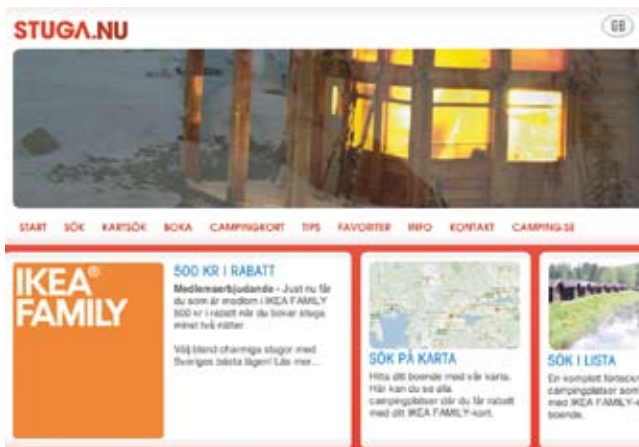 STUGA.NU
GB
START SÖK KARTSÖK BOKA CAMPINGKORT TIPS FAVORITER INFO KONTAKT CAMPING.SE
IKEA®
FAMILY
500 KR I RABATT
Medlemserbjudande - Just nu får
du som är medlem i IKEA FAMILY
500 kr i rabatt när du bokar stuga
minst två nätter.
Välj bland charmiga stugor med
Sveriges bästa lägen! Läs mer...
SÖK PÅ KARTA
Hitta ditt boende med vår karta.
Här kan du se alla
campingplatser där du får rabatt
med ditt IKEA FAMILY-kort.
SÖK I LISTA
En komplett förteckn
campingplatser som
med IKEA FAMILY-k
boende.